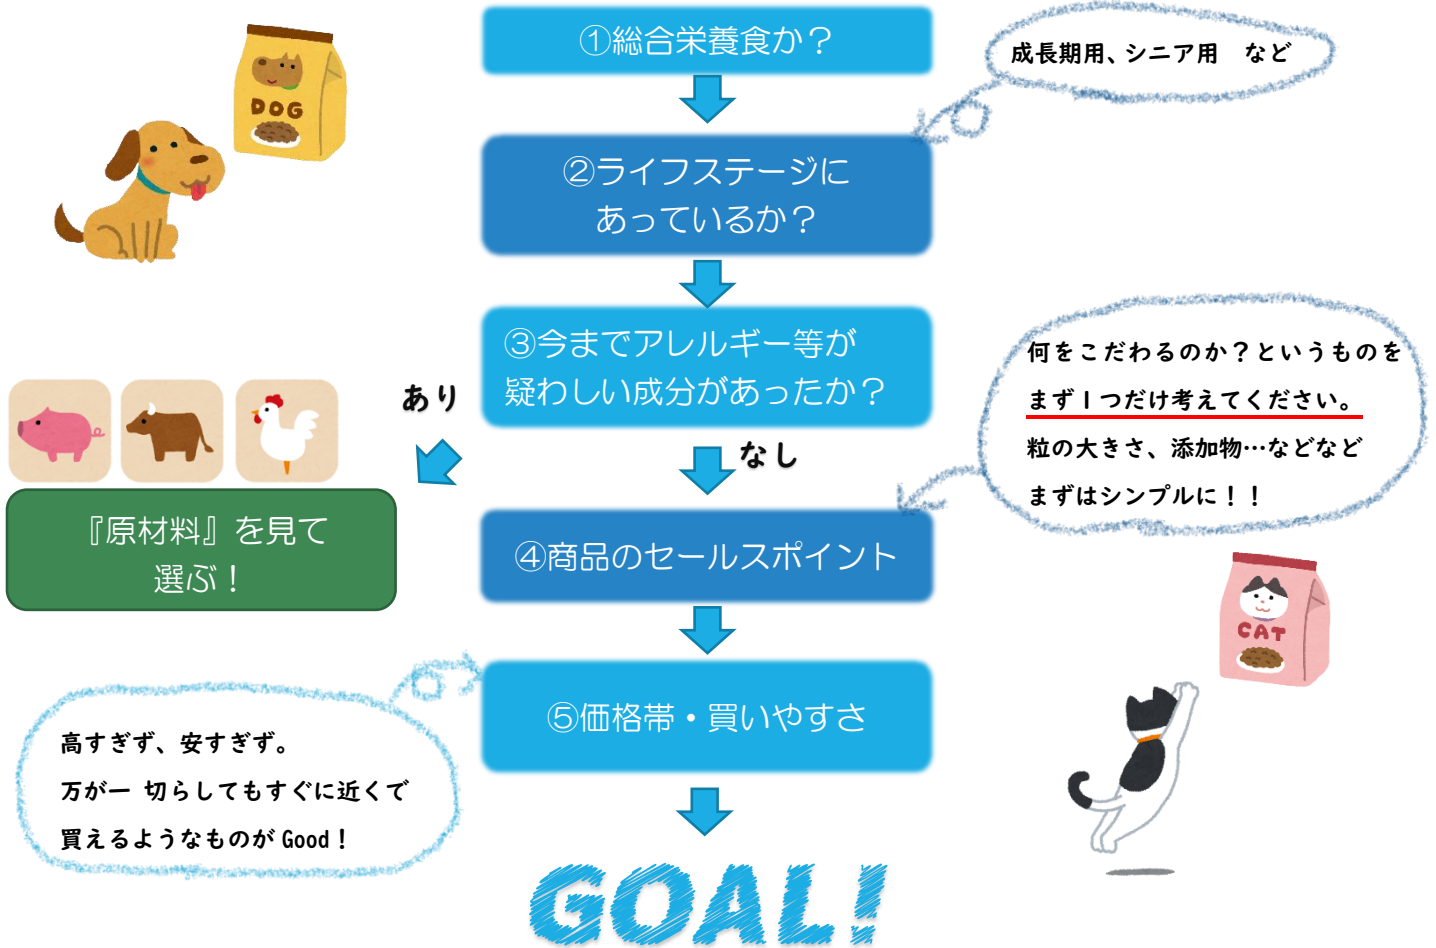 ①総合栄養食か？
成長期用、シニア用　など
DOG
②ライフステージに
あっているか？
③今までアレルギー等が
疑わしい成分があったか？
あり
なし
何をこだわるのか？というものを
まず１つだけ考えてください。
粒の大きさ、添加物…などなど
まずはシンプルに！！
『原材料』を見て
選ぶ！
④商品のセールスポイント
CAT
⑤価格帯・買いやすさ
高すぎず、安すぎず。
万が一 切らしてもすぐに近くで
買えるようなものが Good！
GOAL!